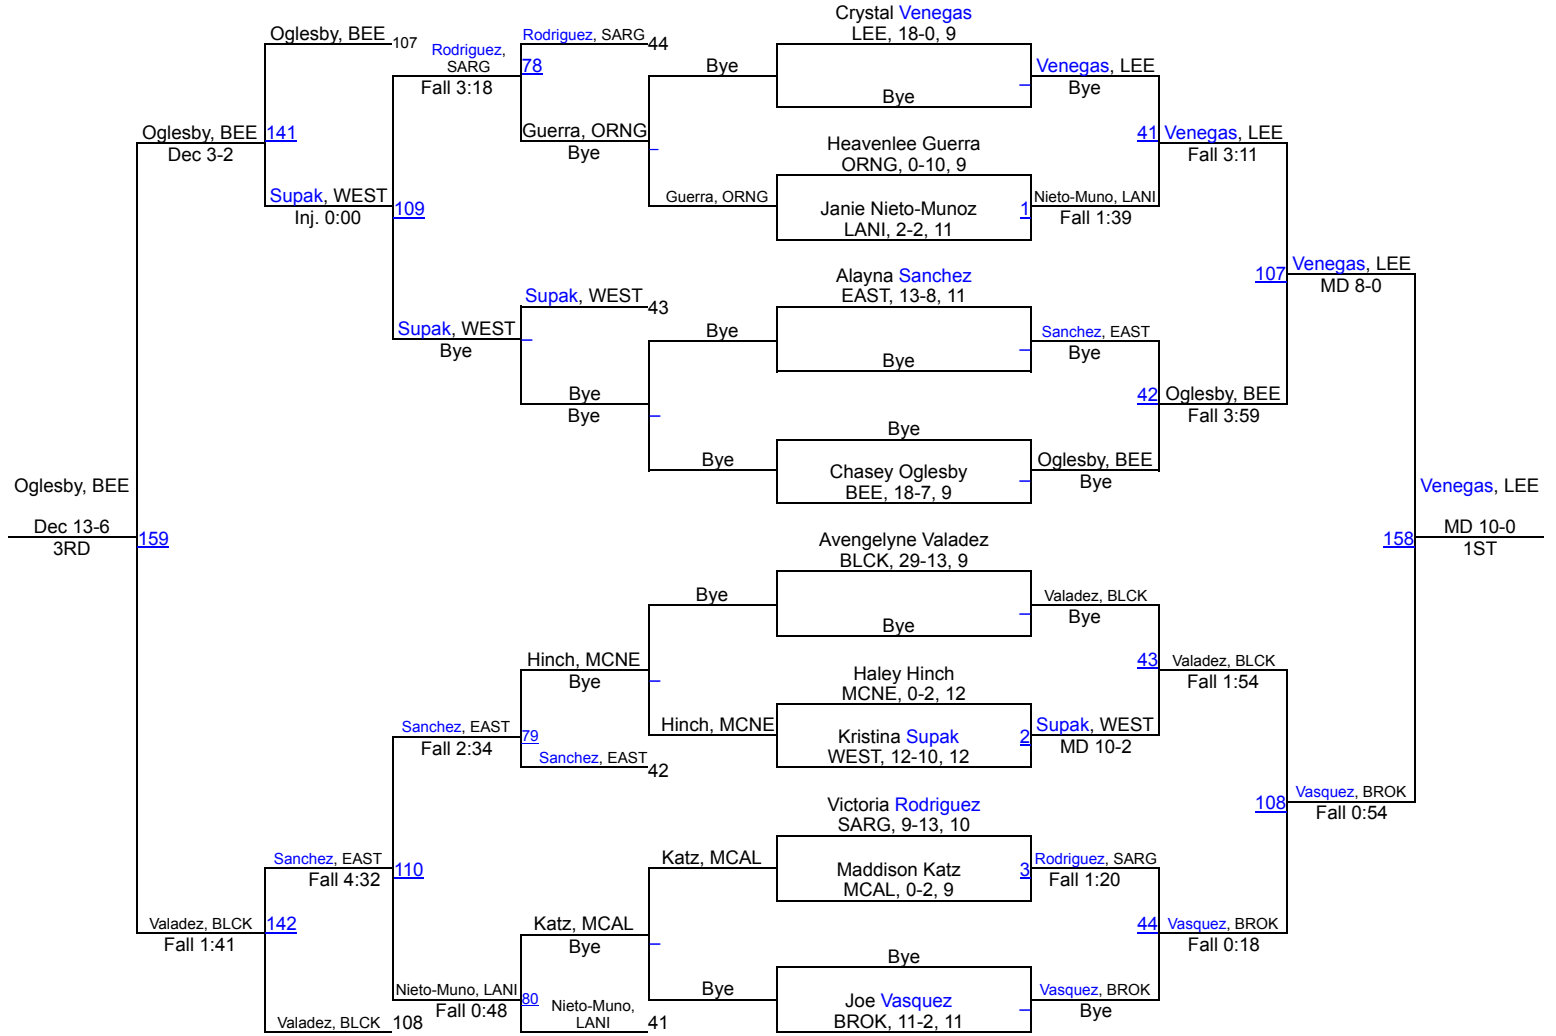 Crystal Venegas
LEE, 18-0, 9
Bye
Heavenlee Guerra
ORNG, 0-10, 9
Janie Nieto-Munoz
LANI, 2-2, 11
1
Alayna Sanchez
EAST, 13-8, 11
Bye
Bye
Chasey Oglesby
BEE, 18-7, 9
Avengelyne Valadez
BLCK, 29-13, 9
Bye
Haley Hinch
MCNE, 0-2, 12
Kristina Supak
WEST, 12-10, 12
2
Victoria Rodriguez
SARG, 9-13, 10
Maddison Katz
MCAL, 0-2, 9
3
Bye
Joe Vasquez
BROK, 11-2, 11
Venegas, LEE
Bye
Nieto-Muno, LANI
Fall 1:39
Sanchez, EAST
Bye
Oglesby, BEE
Bye
Valadez, BLCK
Bye
Supak, WEST
MD 10-2
Rodriguez, SARG
Fall 1:20
Vasquez, BROK
Bye
41
Venegas, LEE
Fall 3:11
42
Oglesby, BEE
Fall 3:59
43
Valadez, BLCK
Fall 1:54
44
Vasquez, BROK
Fall 0:18
107
Venegas, LEE
MD 8-0
108
Vasquez, BROK
Fall 0:54
Venegas, LEE
158
MD 10-0
1ST
Bye
Guerra, ORNG
Bye
Bye
Bye
Hinch, MCNE
Katz, MCAL
Bye
Rodriguez, SARG
44
Guerra, ORNG
Bye
Supak, WEST
43
Bye
Bye
Hinch, MCNE
Bye
Sanchez, EAST
42
Katz, MCAL
Bye
Nieto-Muno,
LANI
41
Rodriguez,
SARG
Fall 3:18
78
Supak, WEST
Bye
Sanchez, EAST
Fall 2:34
79
Nieto-Muno, LANI
Fall 0:48
80
Oglesby, BEE
107
Supak, WEST
Inj. 0:00
109
Sanchez, EAST
Fall 4:32
110
Valadez, BLCK
108
Oglesby, BEE
Dec 3-2
141
Valadez, BLCK
Fall 1:41
142
Oglesby, BEE
Dec 13-6
3RD
159